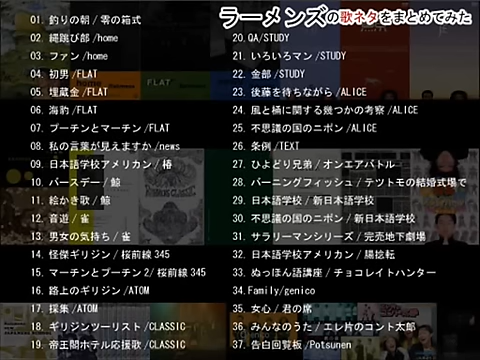 ラーメンズの歌ネタをまとめてみた
01. 釣りの朝 / 零の箱式
02. 縄跳び部 /home
03. ファン /home
04. 初男 /FLAT
05. 埋蔵金 /FLAT
06. 海豹 /FLAT
07. プーチンとマーチン /FLAT
08. 私の言葉が見えますか /news
09. 日本語学校アメリカン / 椿
10. バースデー / 鯨
11. 絵かき歌 / 鯨
12. 音遊 / 雀
13. 男女の気持ち / 雀
14. 怪傑ギリジン / 桜前線 345
15. マーチンとプーチン 2/ 桜前線 345
16. 路上のギリジン /ATOM
17. 採集 /ATOM
18. ギリジンツーリスト /CLASSIC
19. 帝王閣ホテル応援歌 /CLASSIC
20. QA/STUDY
21. いろいろマン /STUDY
22. 金部 /STUDY
23. 後藤を待ちながら /ALICE
24. 風と桶に関する幾つかの考察 /ALICE
25. 不思議の国のニポン /ALICE
26. 条例 /TEXT
27. ひよどり兄弟 / オンエアバトル
28. バーニングフィッシュ / テツトモの結婚式場で
29. 日本語学校 / 新日本語学校
30. 不思議の国のニポン / 新日本語学校
31. サラリーマンシリーズ / 完売地下劇場
32. 日本語学校アメリカン / 腸捻転
33. ぬっほん語講座 / チョコレイトハンター
34. Family/genico
35. 女心 / 君の席
36. みんなのうた / エレ片のコント太郎
37. 告白回覧板 /Potsunen